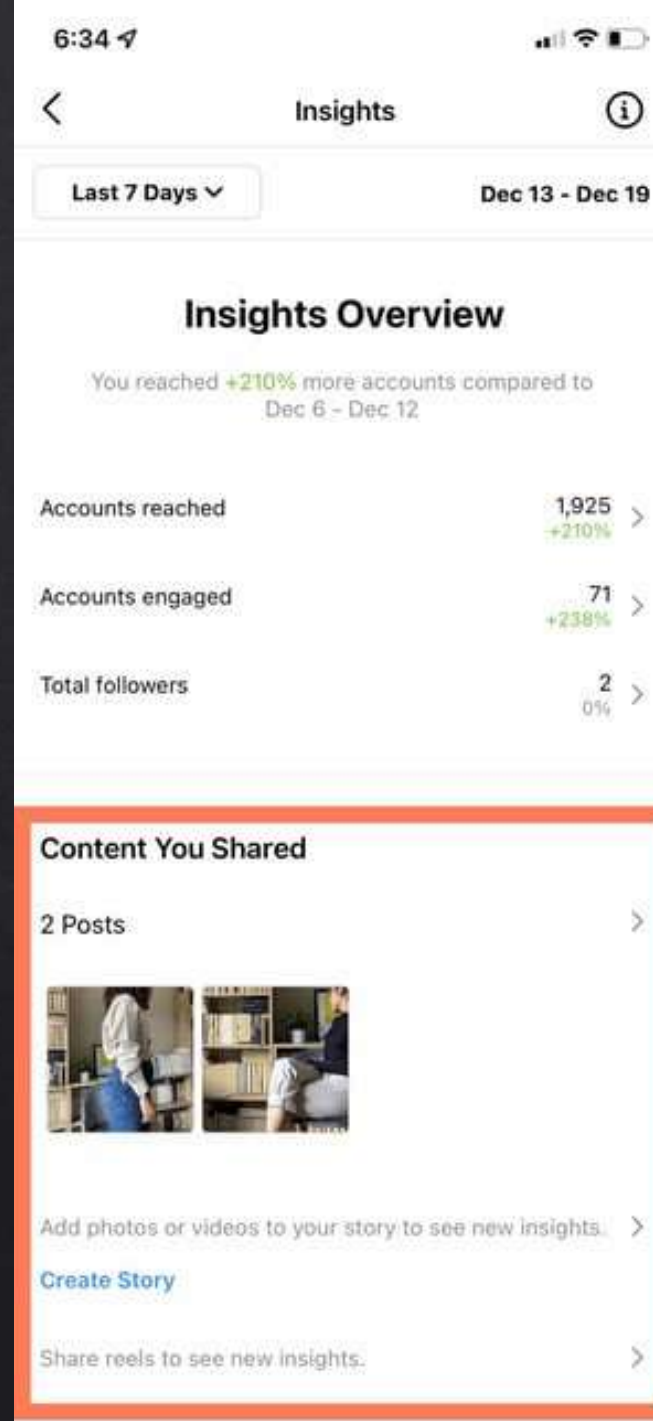 6:34
Insights
Last 7 Days
Dec 13 - Dec 19
Insights Overview
You reached +210% more accounts compared to
Dec 6 - Dec 12
Accounts reached
1,925
+210%
Accounts engaged
71
+238%
Total followers
2
0%
Content You Shared
2 Posts
Add photos or videos to your story to see new insights.
Create Story
Share reels to see new insights.